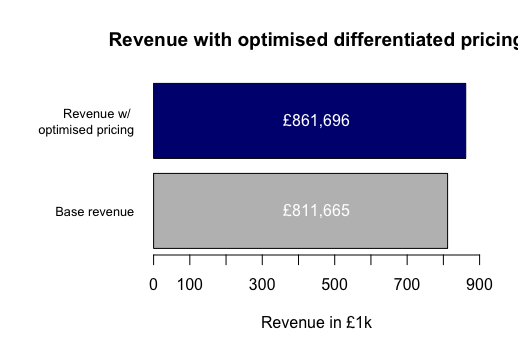 Revenue with optimised differentiated pricing
Revenue w/
optimised pricing
£861,696
Base revenue
£811,665
0 100 300 500 700 900
Revenue in £1k